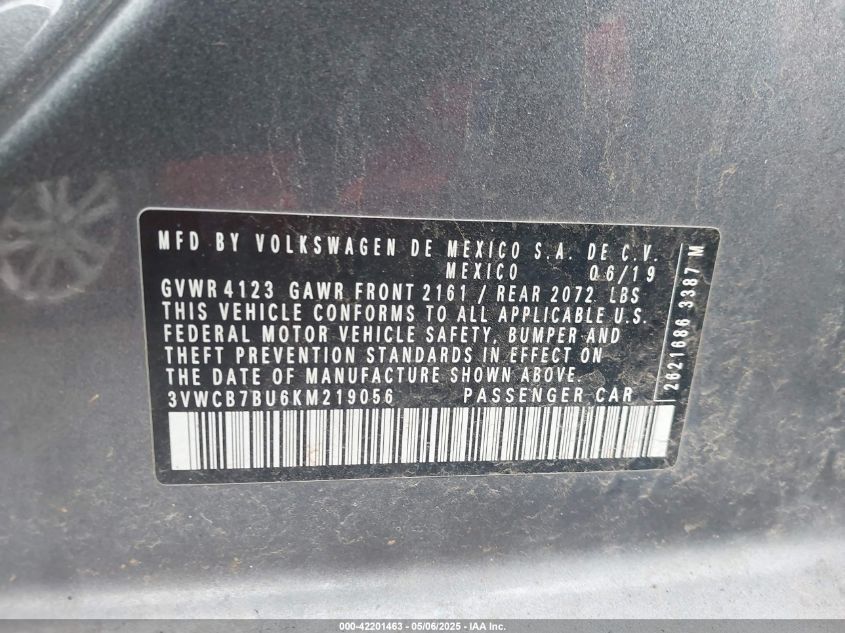 MFD BY VOLKSWAGEN DE MEXICO S.A. DE C.V.
MEXICO 06/19
GVWR 4123 GAWR FRONT 2161 / REAR 2072 LBS
THIS VEHICLE CONFORMS TO ALL APPLICABLE U.S.
FEDERAL MOTOR VEHICLE SAFETY, BUMPER AND
THEFT PREVENTION STANDARDS IN EFFECT ON
THE DATE OF MANUFACTURE SHOWN ABOVE.
3VWCB7BU6KM219056 PASSENGER CAR
2621686 3387 M
000-42201463 - 05/06/2025 - IAA Inc.